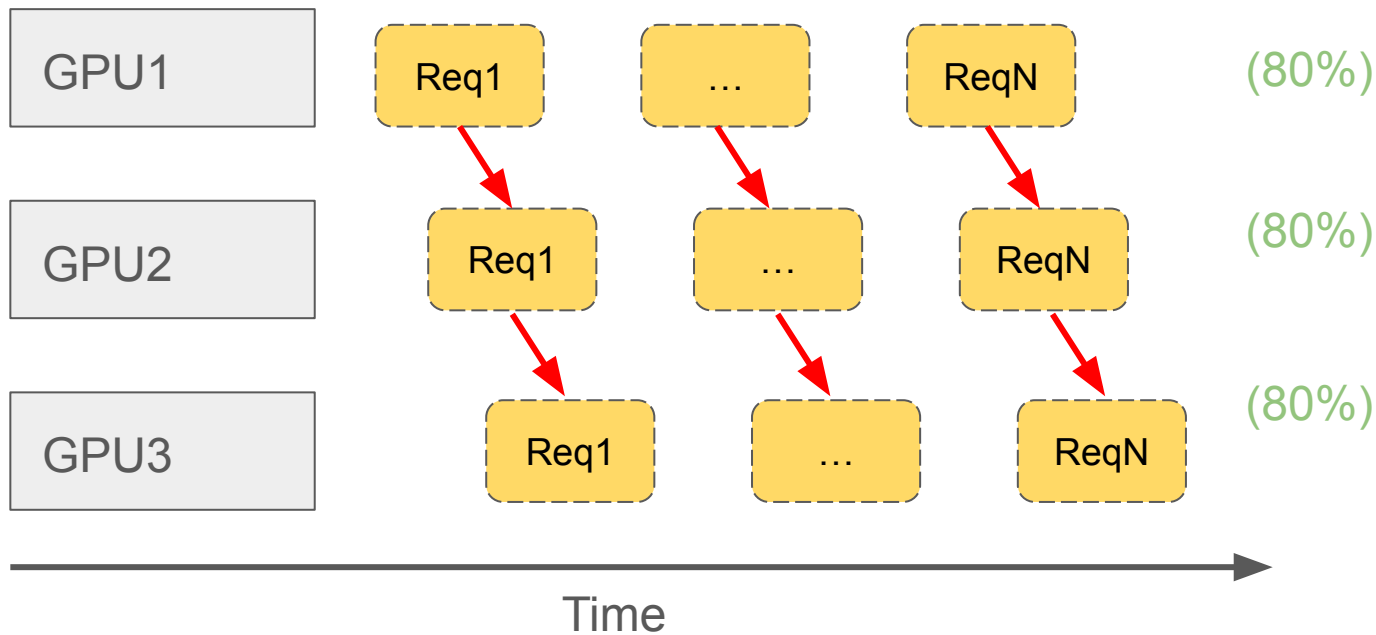 GPU1
Req1
…
ReqN
(80%)
GPU2
Req1
…
ReqN
(80%)
GPU3
Req1
…
ReqN
(80%)
Time